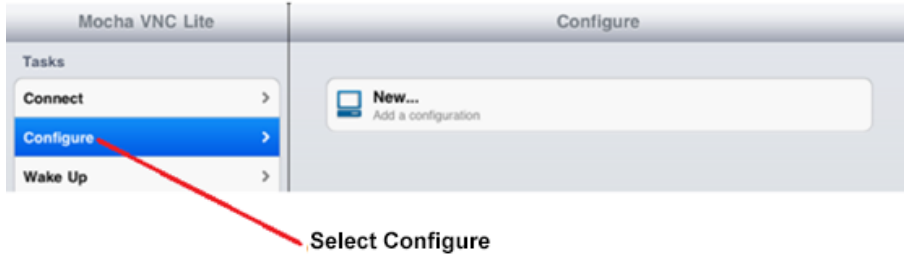 Mocha VNC Lite
Configure
Tasks
Connect
New...
Add a configuration
Configure
Wake Up
Select Configure